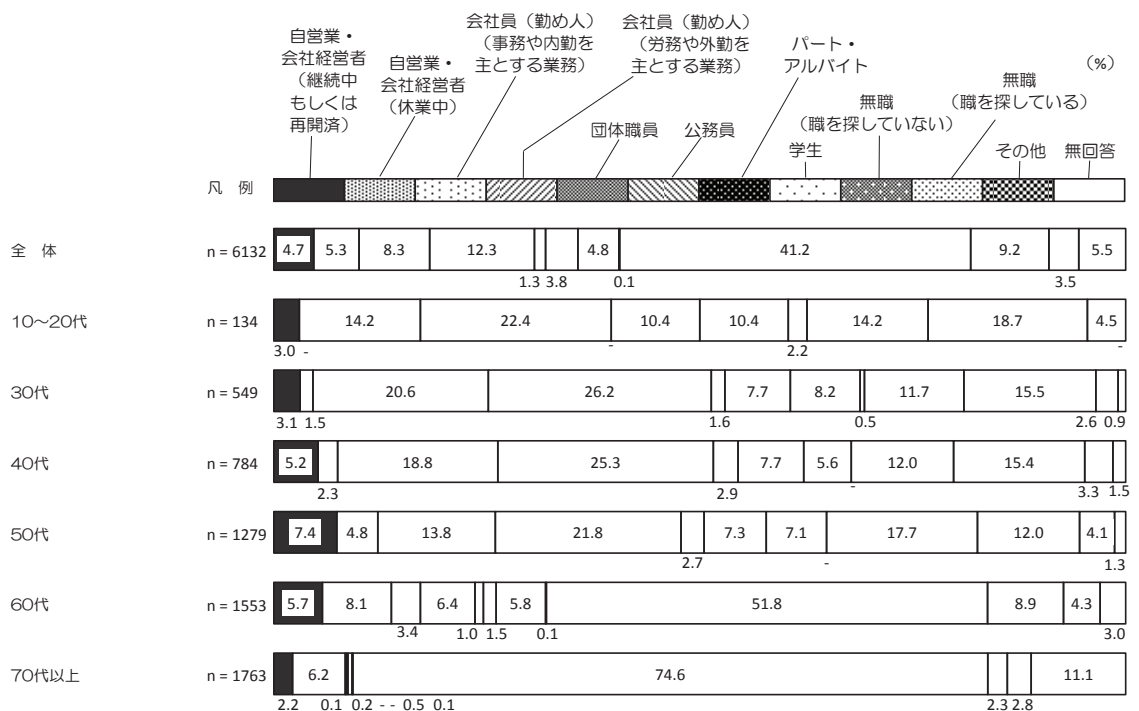 自営業・
会社経営者
（継続中
もしくは
再開済）
自営業・
会社経営者
（休業中）
会社員（勤め人）
（事務や内勤を
主とする業務）
会社員（勤め人）
（労務や外勤を
主とする業務）
団体職員
公務員
パート・
アルバイト
学生
無職
（職を探していない）
無職
（職を探している）
その他
無回答
（%）
凡 例
全 体 n = 6132 4.7 5.3 8.3 12.3 4.8 41.2 9.2 5.5
1.3 3.8 0.1 3.5
10～20代 n = 134 14.2 22.4 10.4 10.4 14.2 18.7 4.5
3.0 - - 2.2 -
30代 n = 549 20.6 26.2 7.7 8.2 11.7 15.5
3.1 1.5 1.6 0.5 2.6 0.9
40代 n = 784 5.2 18.8 25.3 7.7 5.6 12.0 15.4
2.3 2.9 - 3.3 1.5
50代 n = 1279 7.4 4.8 13.8 21.8 7.3 7.1 17.7 12.0 4.1
2.7 - 1.3
60代 n = 1553 5.7 8.1 6.4 5.8 51.8 8.9 4.3
3.4 1.0 1.5 0.1 3.0
70代以上 n = 1763 6.2 74.6 11.1
2.2 0.1 0.2 - - 0.5 0.1 2.3 2.8